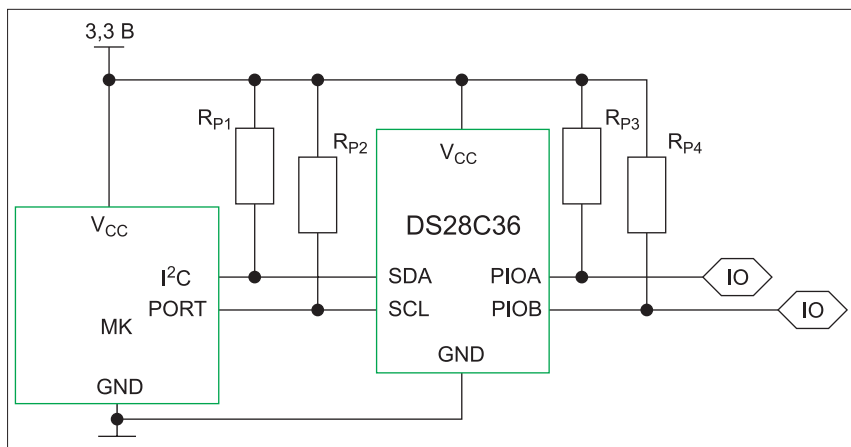 3,3 В
R_P1
R_P2
R_P3
R_P4
V_CC
DS28C36
SDA
SCL
PIOA
PIOB
GND
IO
IO
V_CC
I²C
PORT
МК
GND